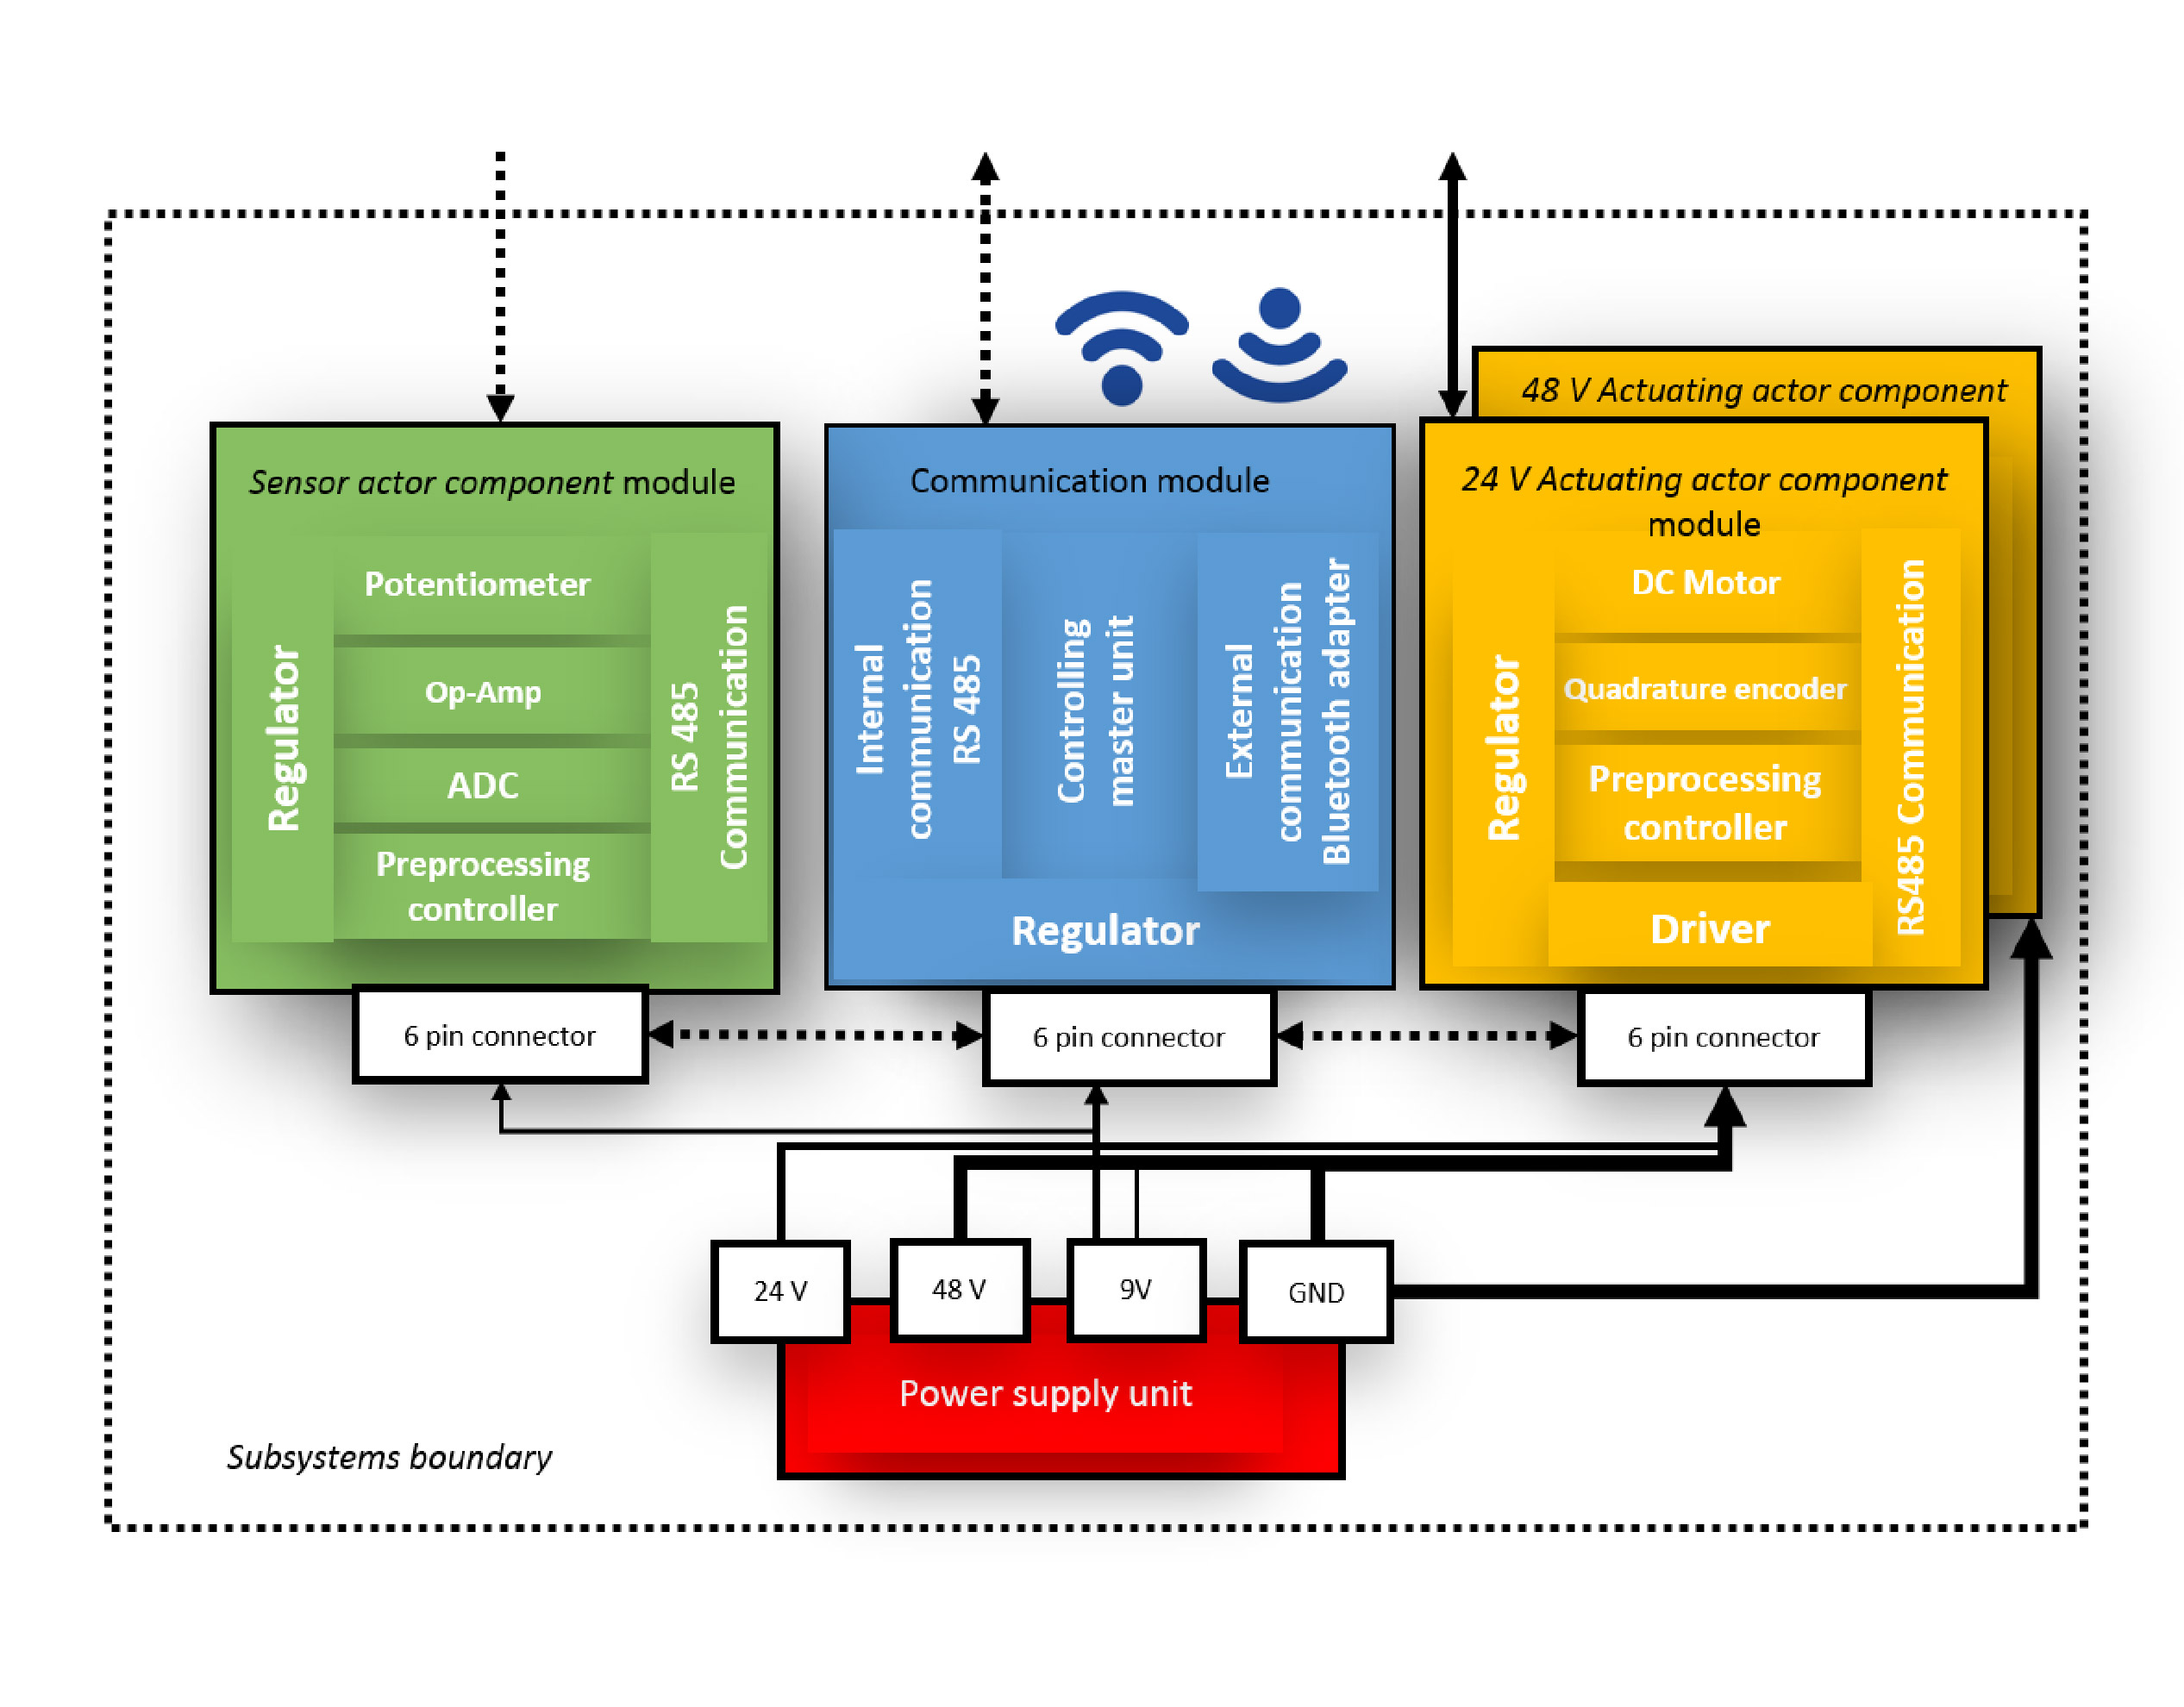 48 V Actuating actor component
Sensor actor component module
Communication module
24 V Actuating actor component
module
Regulator
Potentiometer
Op-Amp
ADC
Preprocessing
controller
RS 485
Communication
Internal
communication
RS 485
Controlling
master unit
External
communication
Bluetooth adapter
Regulator
Regulator
DC Motor
Quadrature encoder
Preprocessing
controller
Driver
RS485 Communication
6 pin connector
6 pin connector
6 pin connector
24 V
48 V
9V
GND
Power supply unit
Subsystems boundary